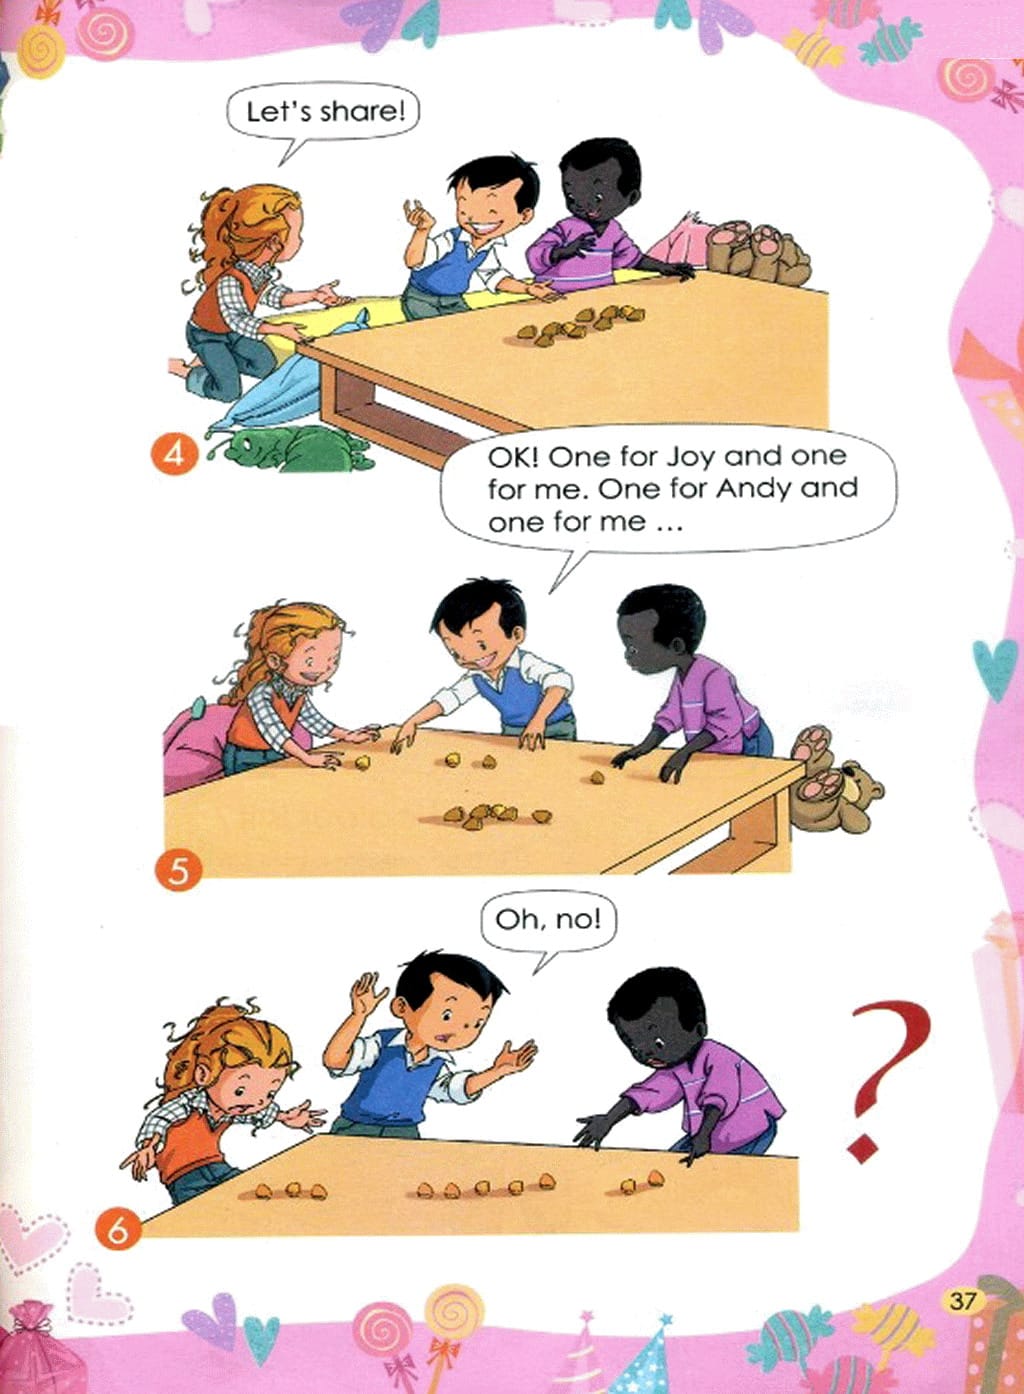 Let's share!
4
OK! One for Joy and one
for me. One for Andy and
one for me ...
5
Oh, no!
6
?
37